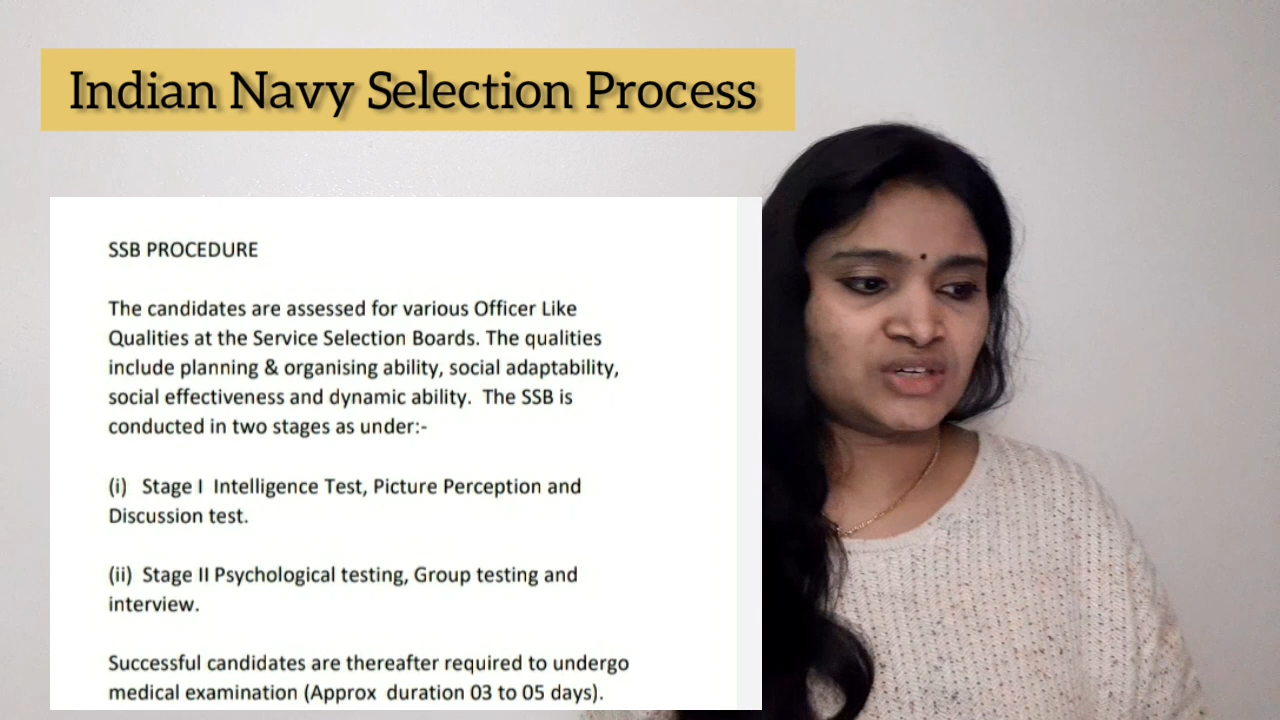 Indian Navy Selection Process
SSB PROCEDURE
The candidates are assessed for various Officer Like
Qualities at the Service Selection Boards. The qualities
include planning & organising ability, social adaptability,
social effectiveness and dynamic ability.  The SSB is
conducted in two stages as under:-
(i)   Stage I  Intelligence Test, Picture Perception and
Discussion test.
(ii)  Stage II Psychological testing, Group testing and
interview.
Successful candidates are thereafter required to undergo
medical examination (Approx  duration 03 to 05 days).